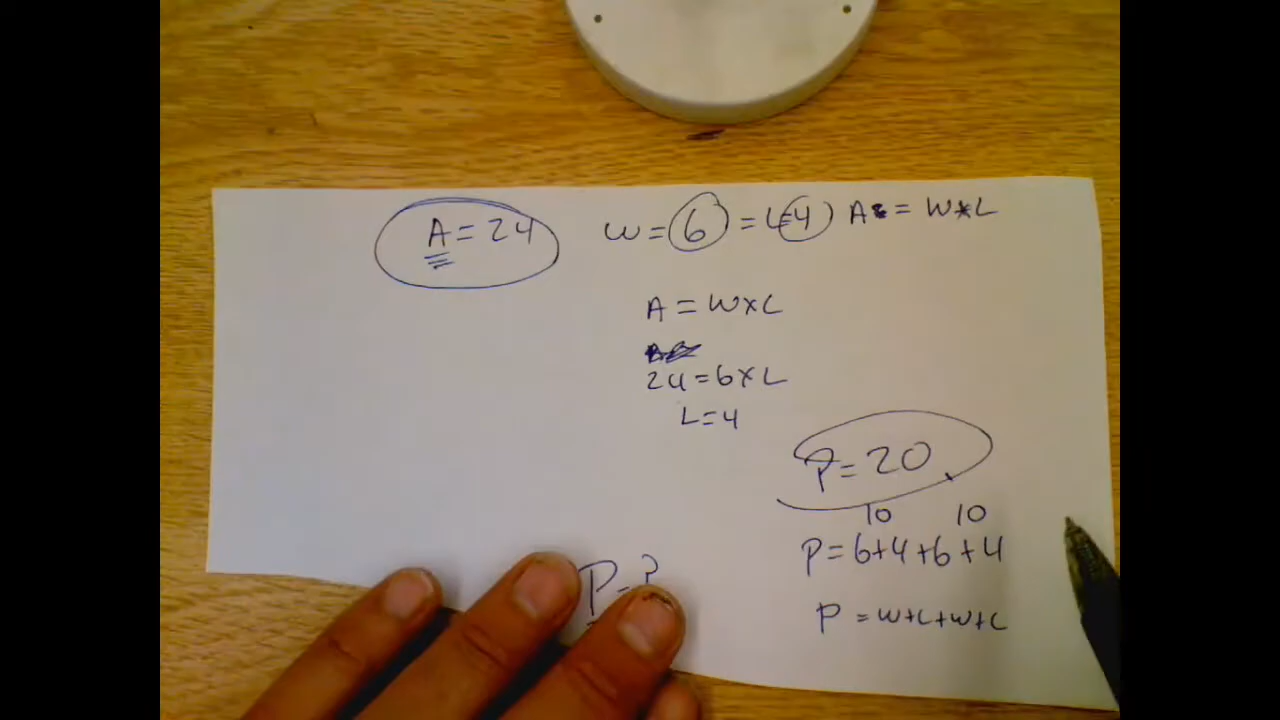 A = 24
W = 6 = L=4 A = W*L
A = W×L
24 = 6×L
L=4
P = 20
10 10
P = 6+4+6+4
P = ?
P = W+L+W+L